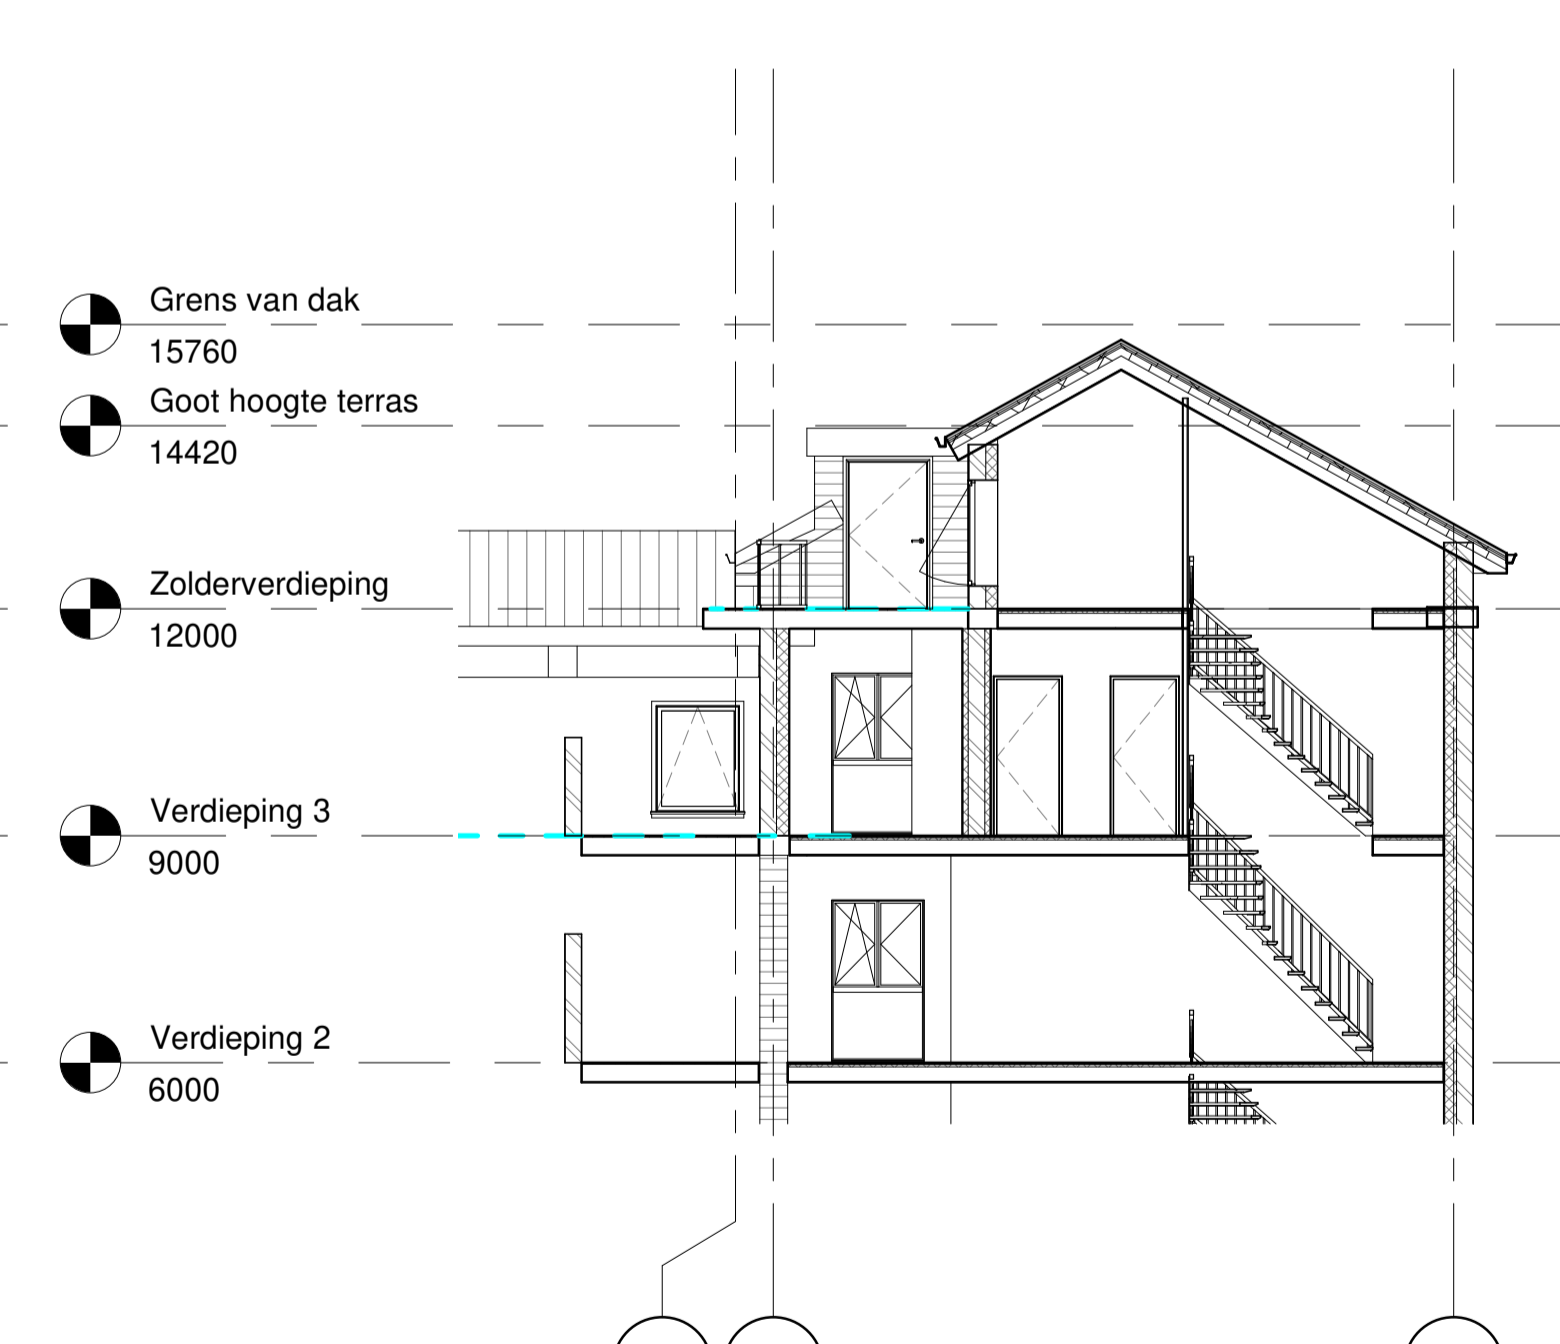 Grens van dak
15760
Goot hoogte terras
14420
Zolderverdieping
12000
Verdieping 3
9000
Verdieping 2
6000